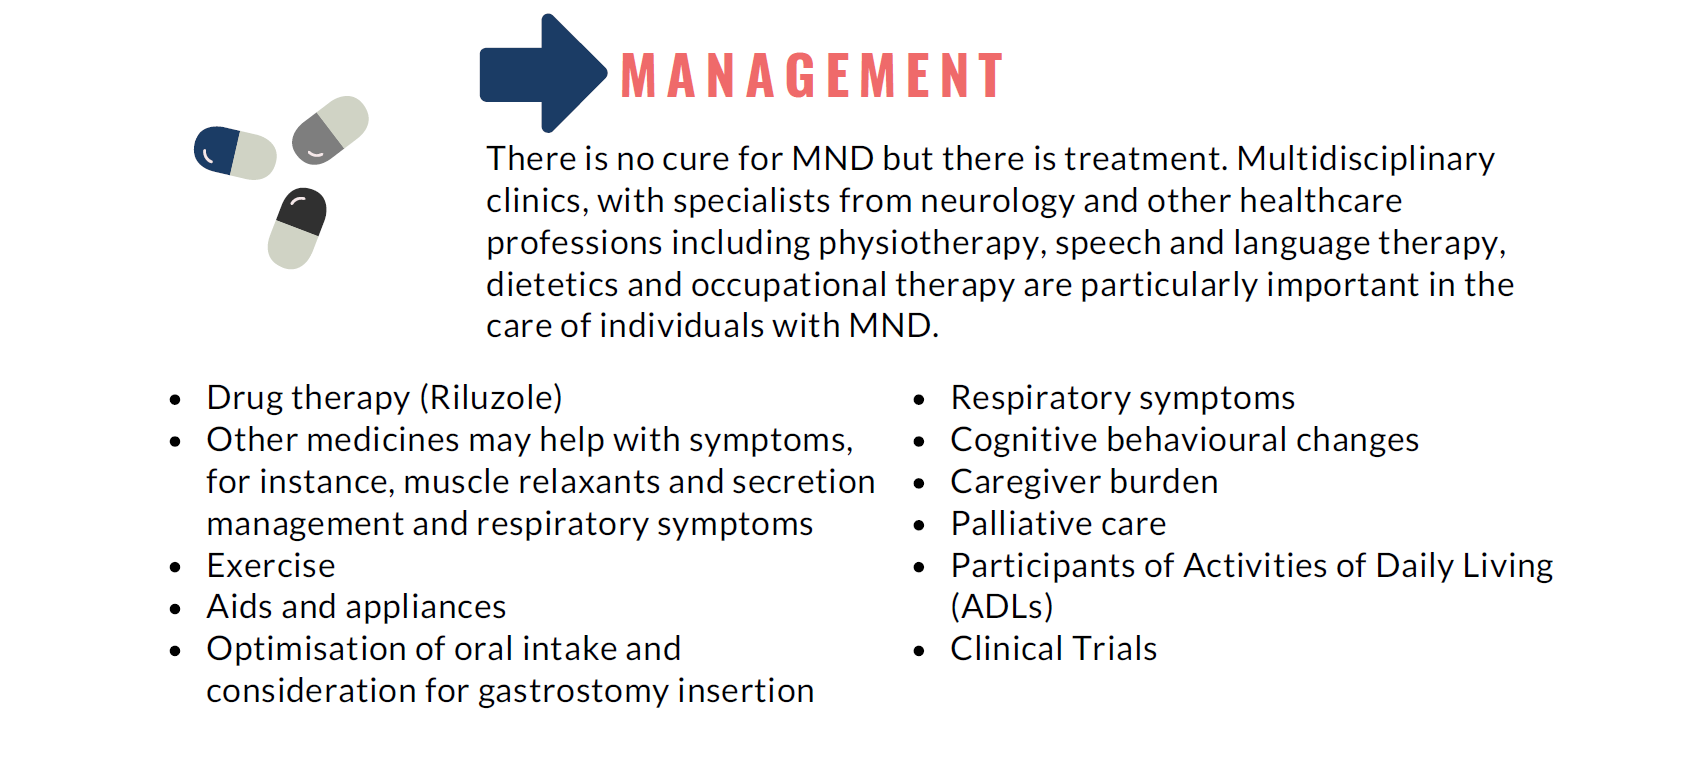 MANAGEMENT
There is no cure for MND but there is treatment. Multidisciplinary
clinics, with specialists from neurology and other healthcare
professions including physiotherapy, speech and language therapy,
dietetics and occupational therapy are particularly important in the
care of individuals with MND.
• Drug therapy (Riluzole)
• Other medicines may help with symptoms,
for instance, muscle relaxants and secretion
management and respiratory symptoms
• Exercise
• Aids and appliances
• Optimisation of oral intake and
consideration for gastrostomy insertion
• Respiratory symptoms
• Cognitive behavioural changes
• Caregiver burden
• Palliative care
• Participants of Activities of Daily Living
(ADLs)
• Clinical Trials